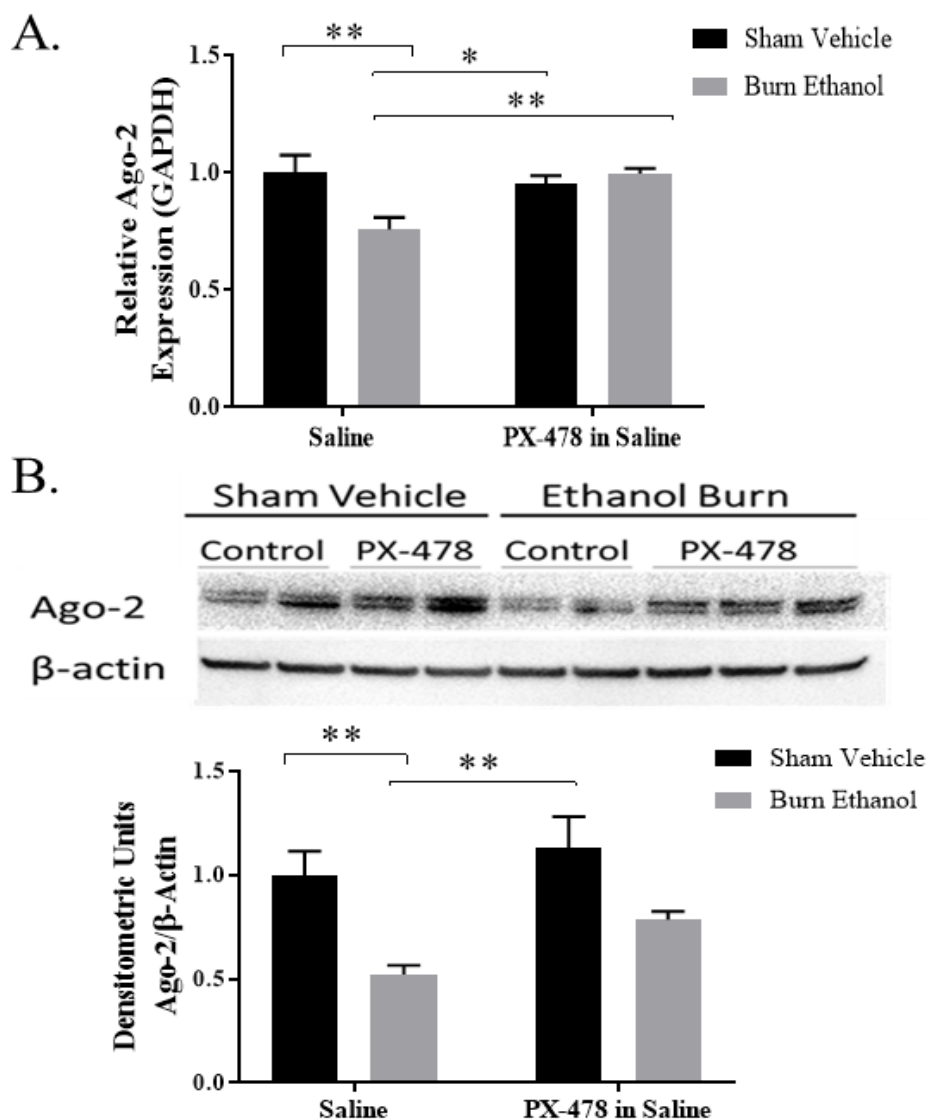 A.
**
*
**
Sham Vehicle
Burn Ethanol
Relative Ago-2
Expression (GAPDH)
1.5
1.0
0.5
0.0
Saline PX-478 in Saline
B.
Sham Vehicle Ethanol Burn
Control PX-478 Control PX-478
Ago-2
β-actin
**
**
Sham Vehicle
Burn Ethanol
Densitometric Units
Ago-2/β-Actin
1.5
1.0
0.5
0.0
Saline PX-478 in Saline